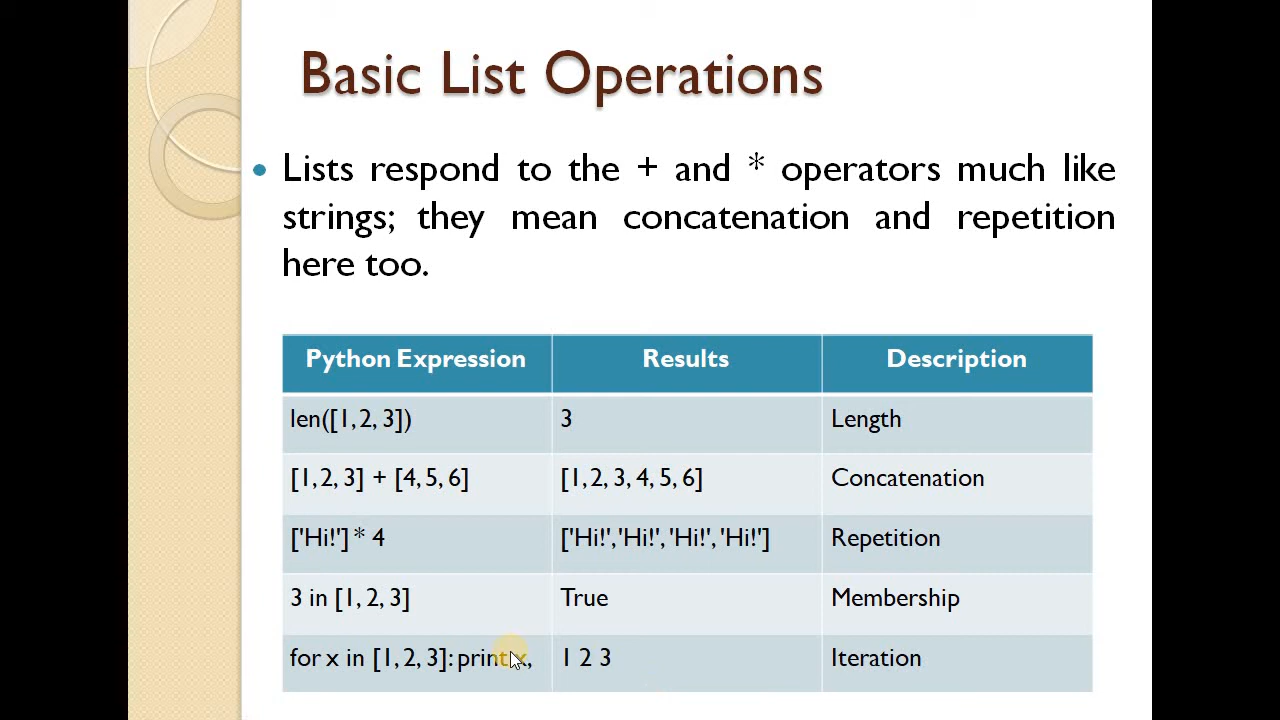 Basic List Operations
Lists respond to the + and * operators much like
strings; they mean concatenation and repetition
here too.
Python Expression Results Description
len([1, 2, 3]) 3 Length
[1, 2, 3] + [4, 5, 6] [1, 2, 3, 4, 5, 6] Concatenation
['Hi!'] * 4 ['Hi!', 'Hi!', 'Hi!', 'Hi!'] Repetition
3 in [1, 2, 3] True Membership
for x in [1, 2, 3]: print x, 1 2 3 Iteration